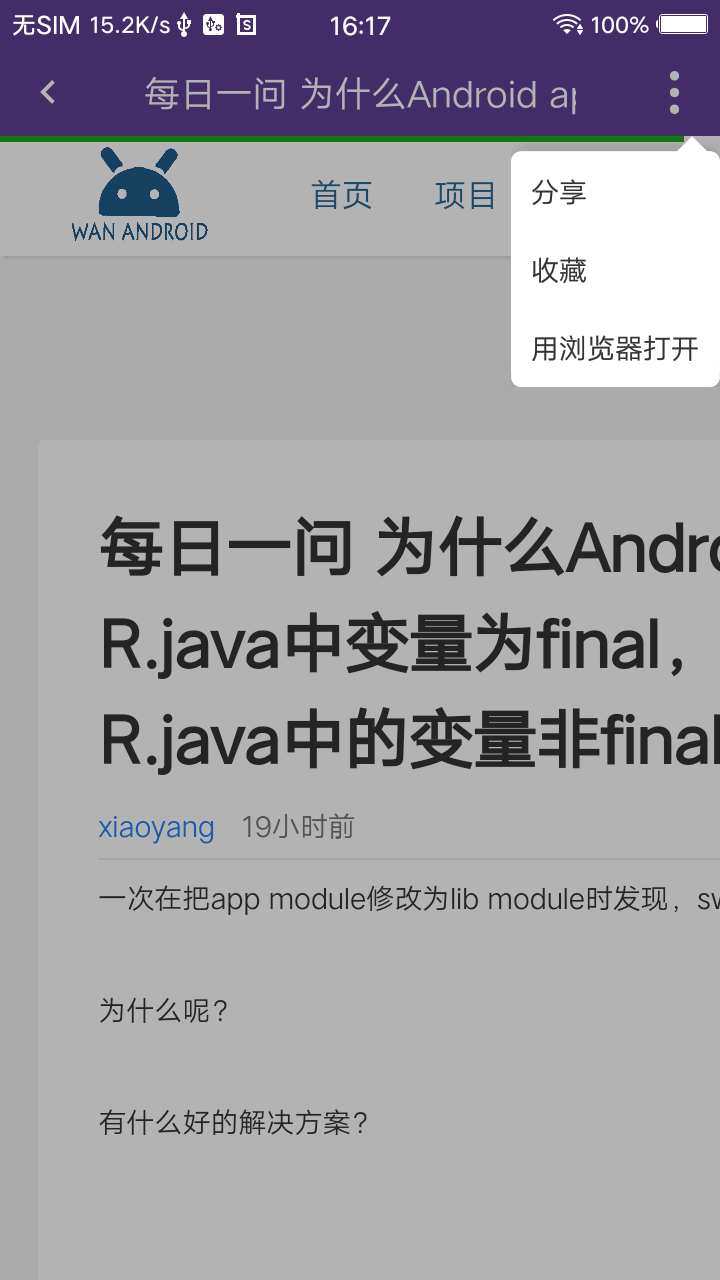 无SIM 15.2K/s 16:17 100%
每日一问 为什么Android ap
WAN ANDROID 首页 项目
分享
收藏
用浏览器打开
每日一问 为什么Andro
R.java中变量为final，
R.java中的变量非final
xiaoyang 19小时前
一次在把app module修改为lib module时发现，sw
为什么呢？
有什么好的解决方案？